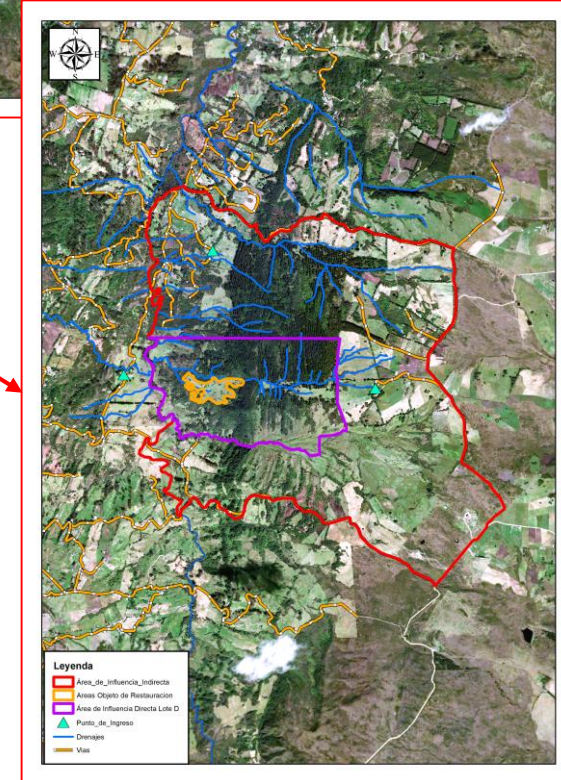 N
W E
S
Leyenda
Área_de_Influencia_Indirecta
Areas Objeto de Restauracion
Área de Influencia Directa Lote D
Punto_de_Ingreso
Drenajes
Vias